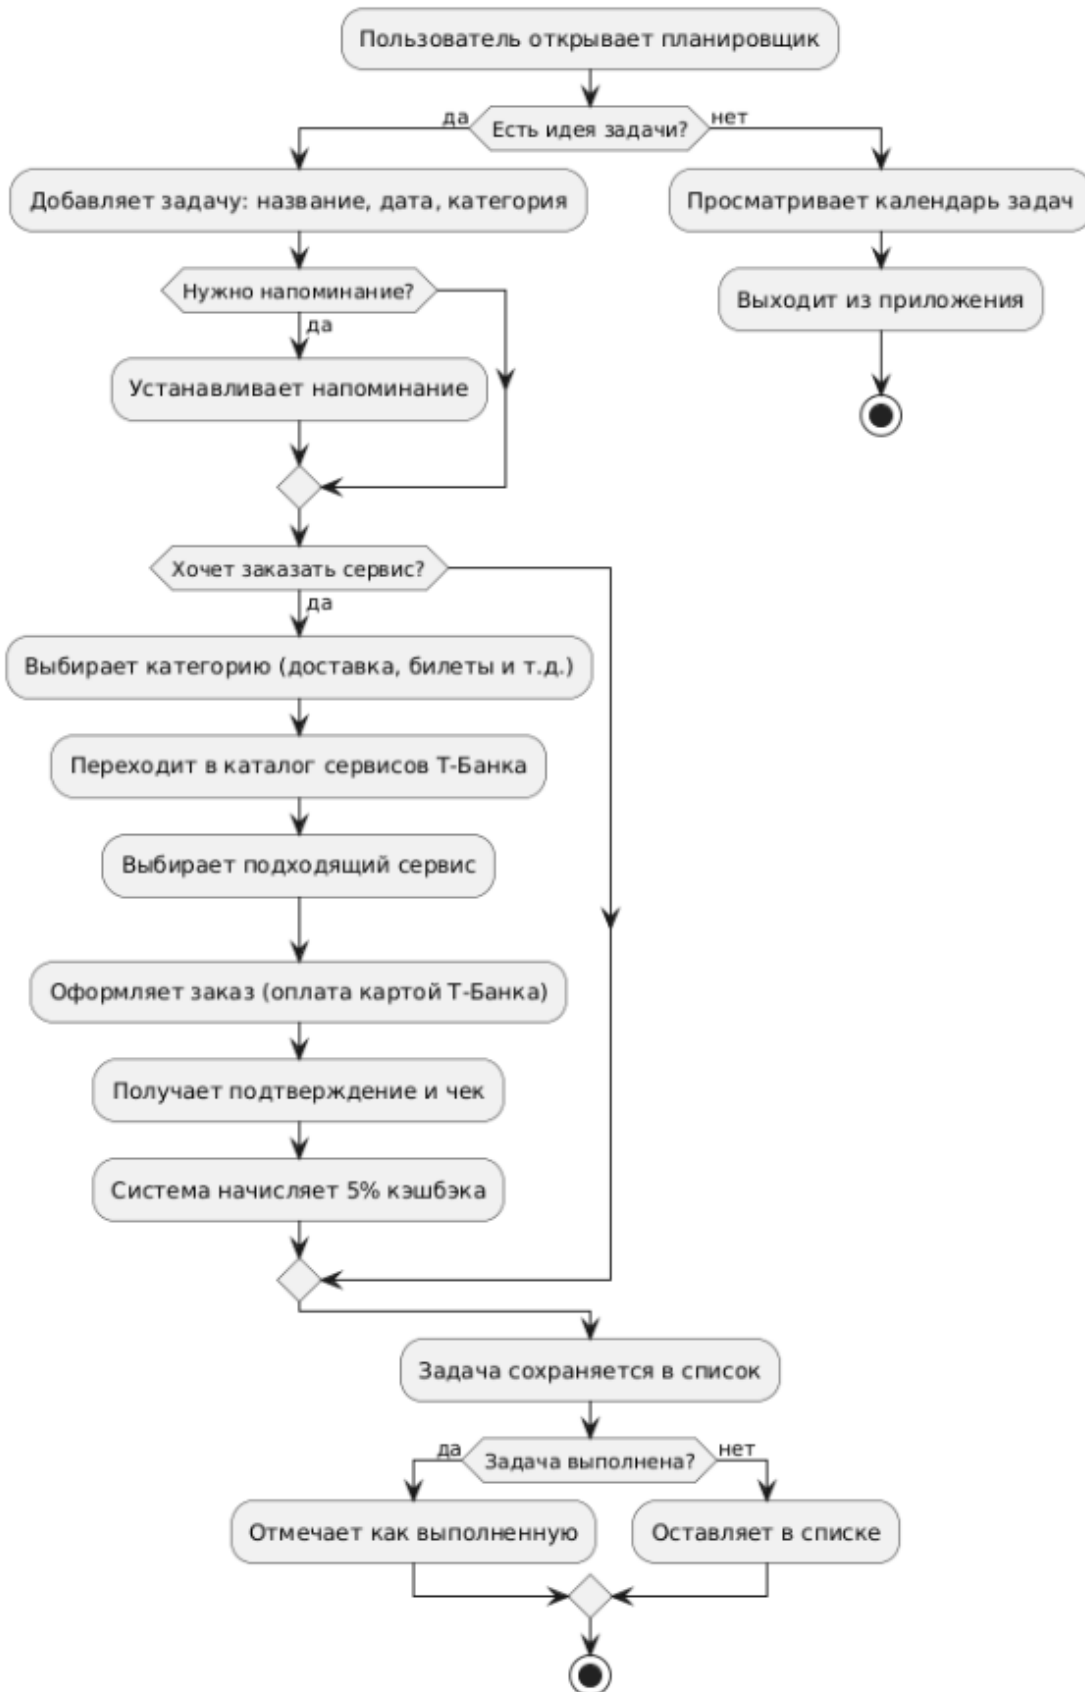 Пользователь открывает планировщик
да
Есть идея задачи?
нет
Добавляет задачу: название, дата, категория
Просматривает календарь задач
Нужно напоминание?
Выходит из приложения
да
Устанавливает напоминание
Хочет заказать сервис?
да
Выбирает категорию (доставка, билеты и т.д.)
Переходит в каталог сервисов Т-Банка
Выбирает подходящий сервис
Оформляет заказ (оплата картой Т-Банка)
Получает подтверждение и чек
Система начисляет 5% кэшбэка
Задача сохраняется в список
да
Задача выполнена?
нет
Отмечает как выполненную
Оставляет в списке